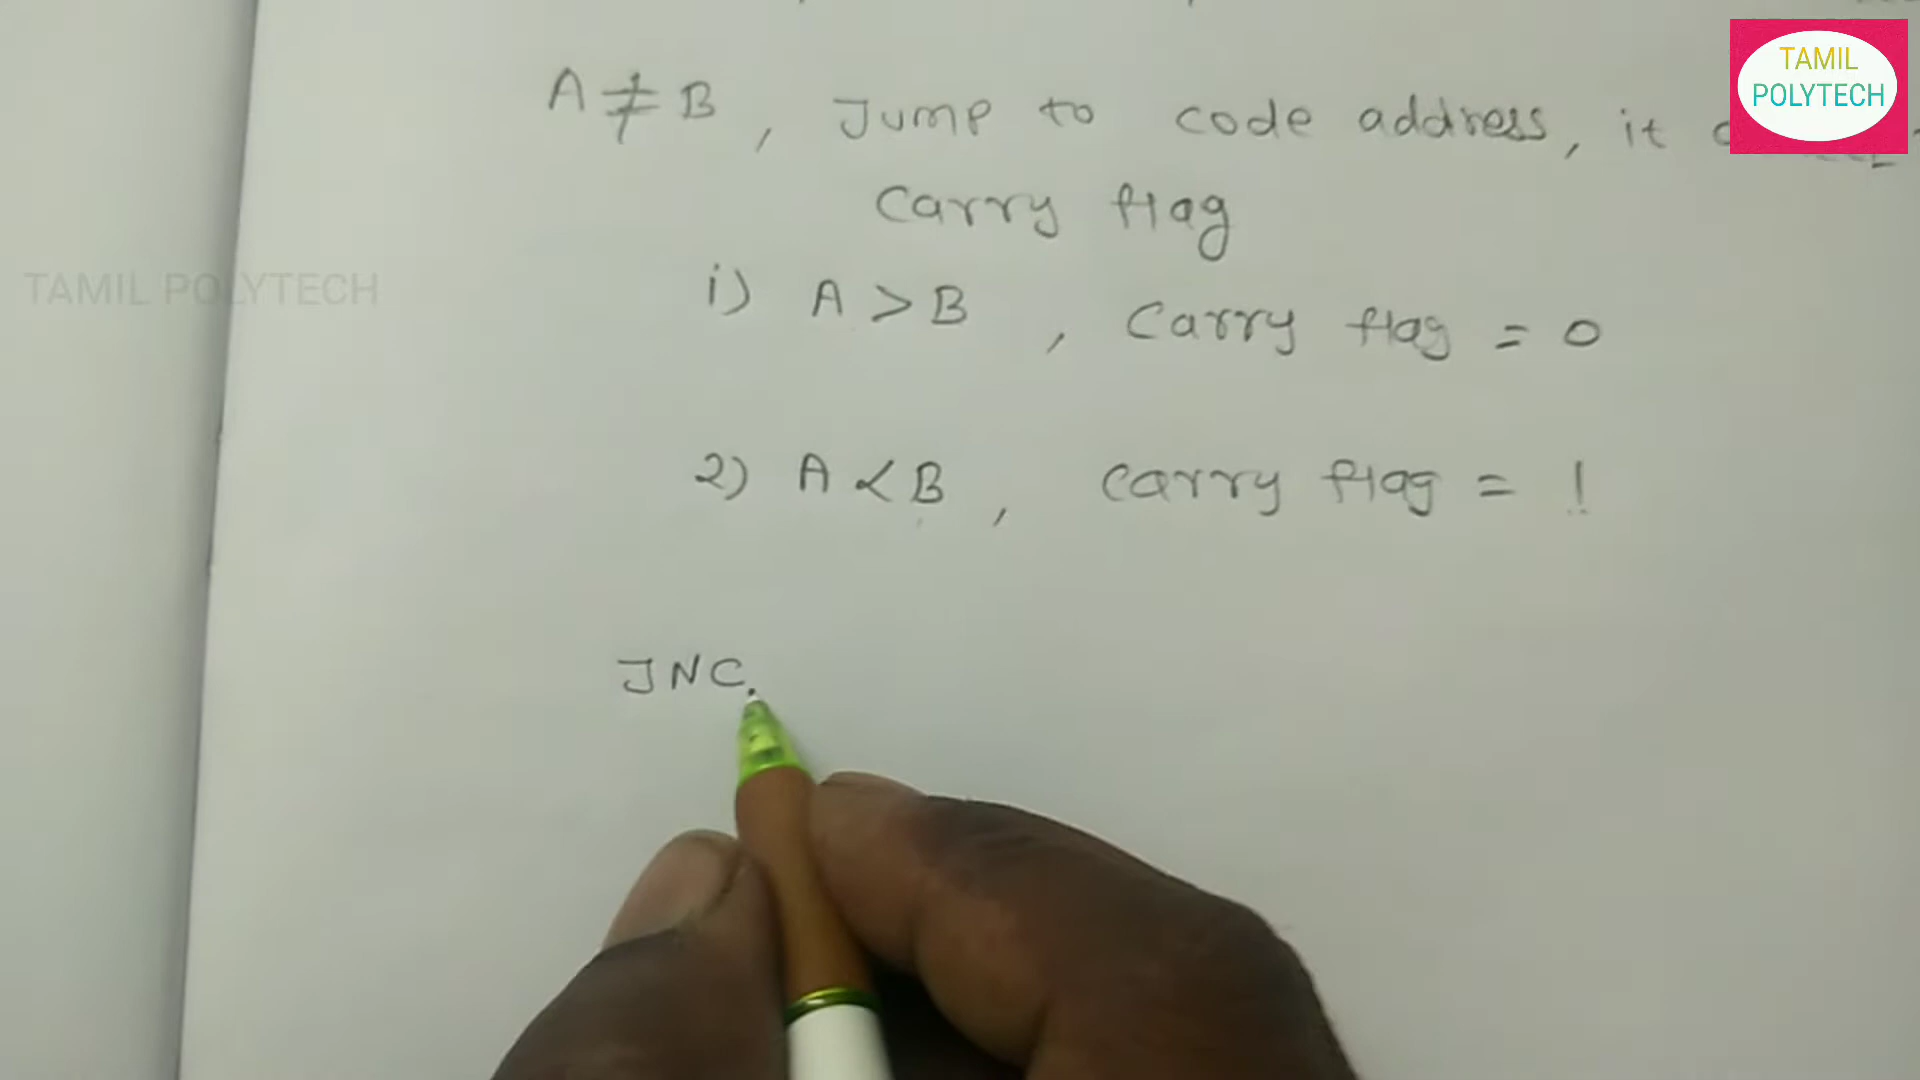 TAMIL
POLYTECH
A ≠ B , Jump to code address, it
Carry flag
i) A > B , Carry flag = 0
TAMIL POLYTECH
2) A < B , Carry flag = 1
JNC